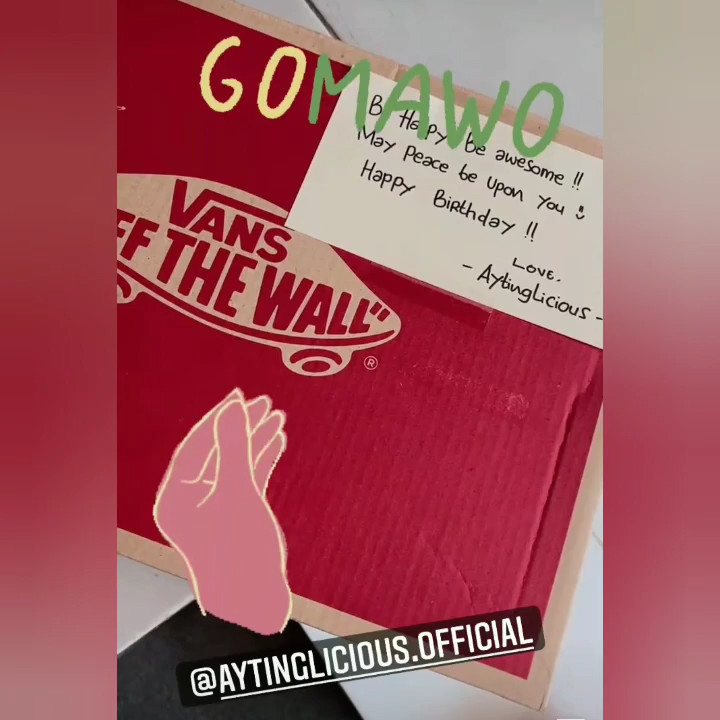 GOMAWO
Be Happy, Be awesome !!
May Peace be Upon You :)
Happy Birthday !!
LOVE.
- Aytinglicious -
VANS
FF THE WALL"
®
@AYTINGLICIOUS.OFFICIAL